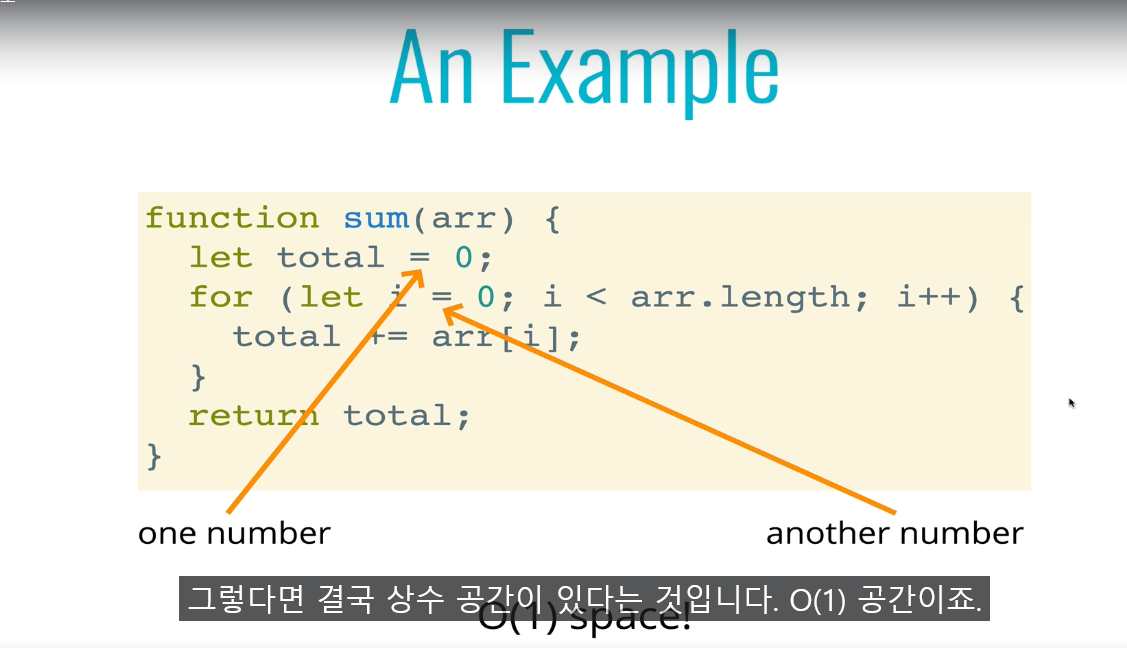 An Example
function sum(arr) {
  let total = 0;
  for (let i = 0; i < arr.length; i++) {
    total += arr[i];
  }
  return total;
}
one number
another number
그렇다면 결국 상수 공간이 있다는 것입니다. O(1) 공간이죠.
O(1) space!